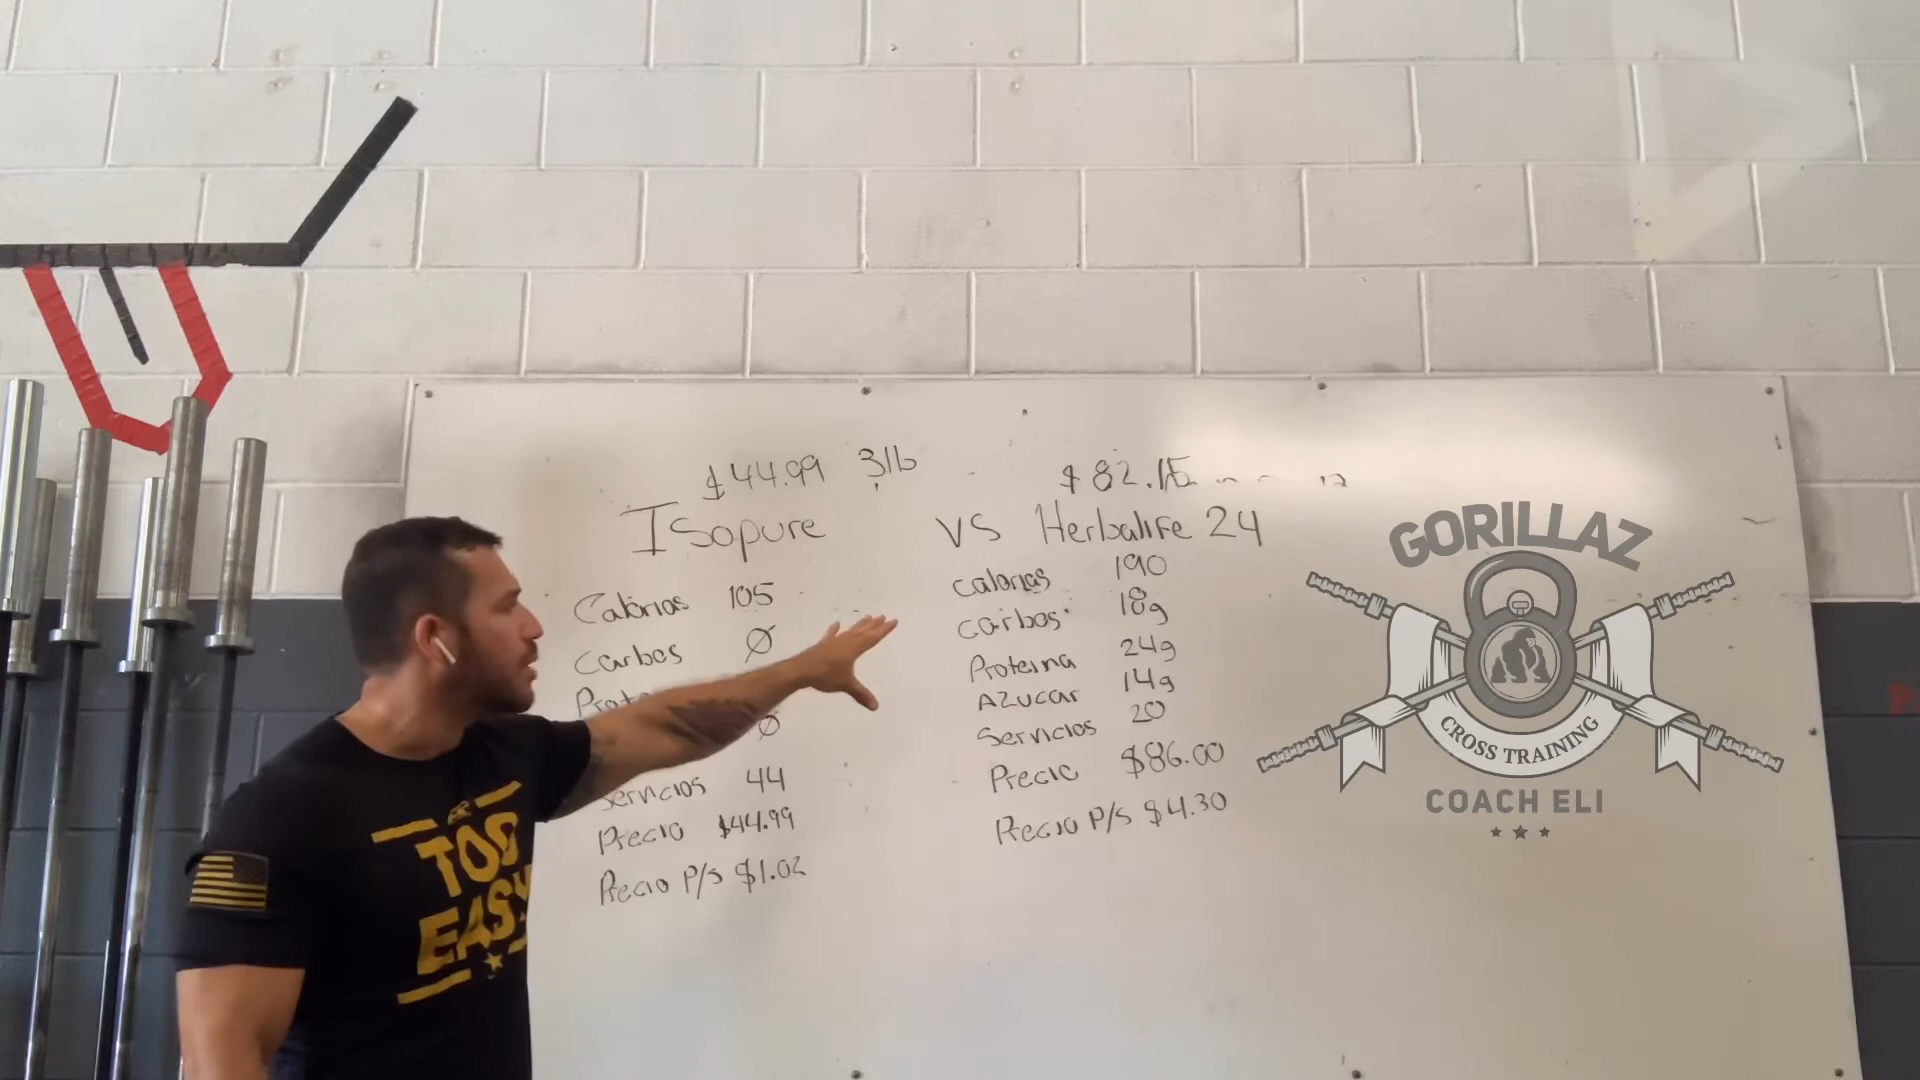 $44.99 3lb
Isopure
Calorias 105
Carbos Ø
Ø
Servicios 44
Precio $44.99
Precio P/s $1.02
$82.15
VS Herbalife 24
Calorias 190
Carbos 18g
Proteina 24g
AZucar 14g
Servicios 20
Precio $86.00
Precio P/s $4.30
GORILLAZ
CROSS TRAINING
COACH ELI
TOO
EASY